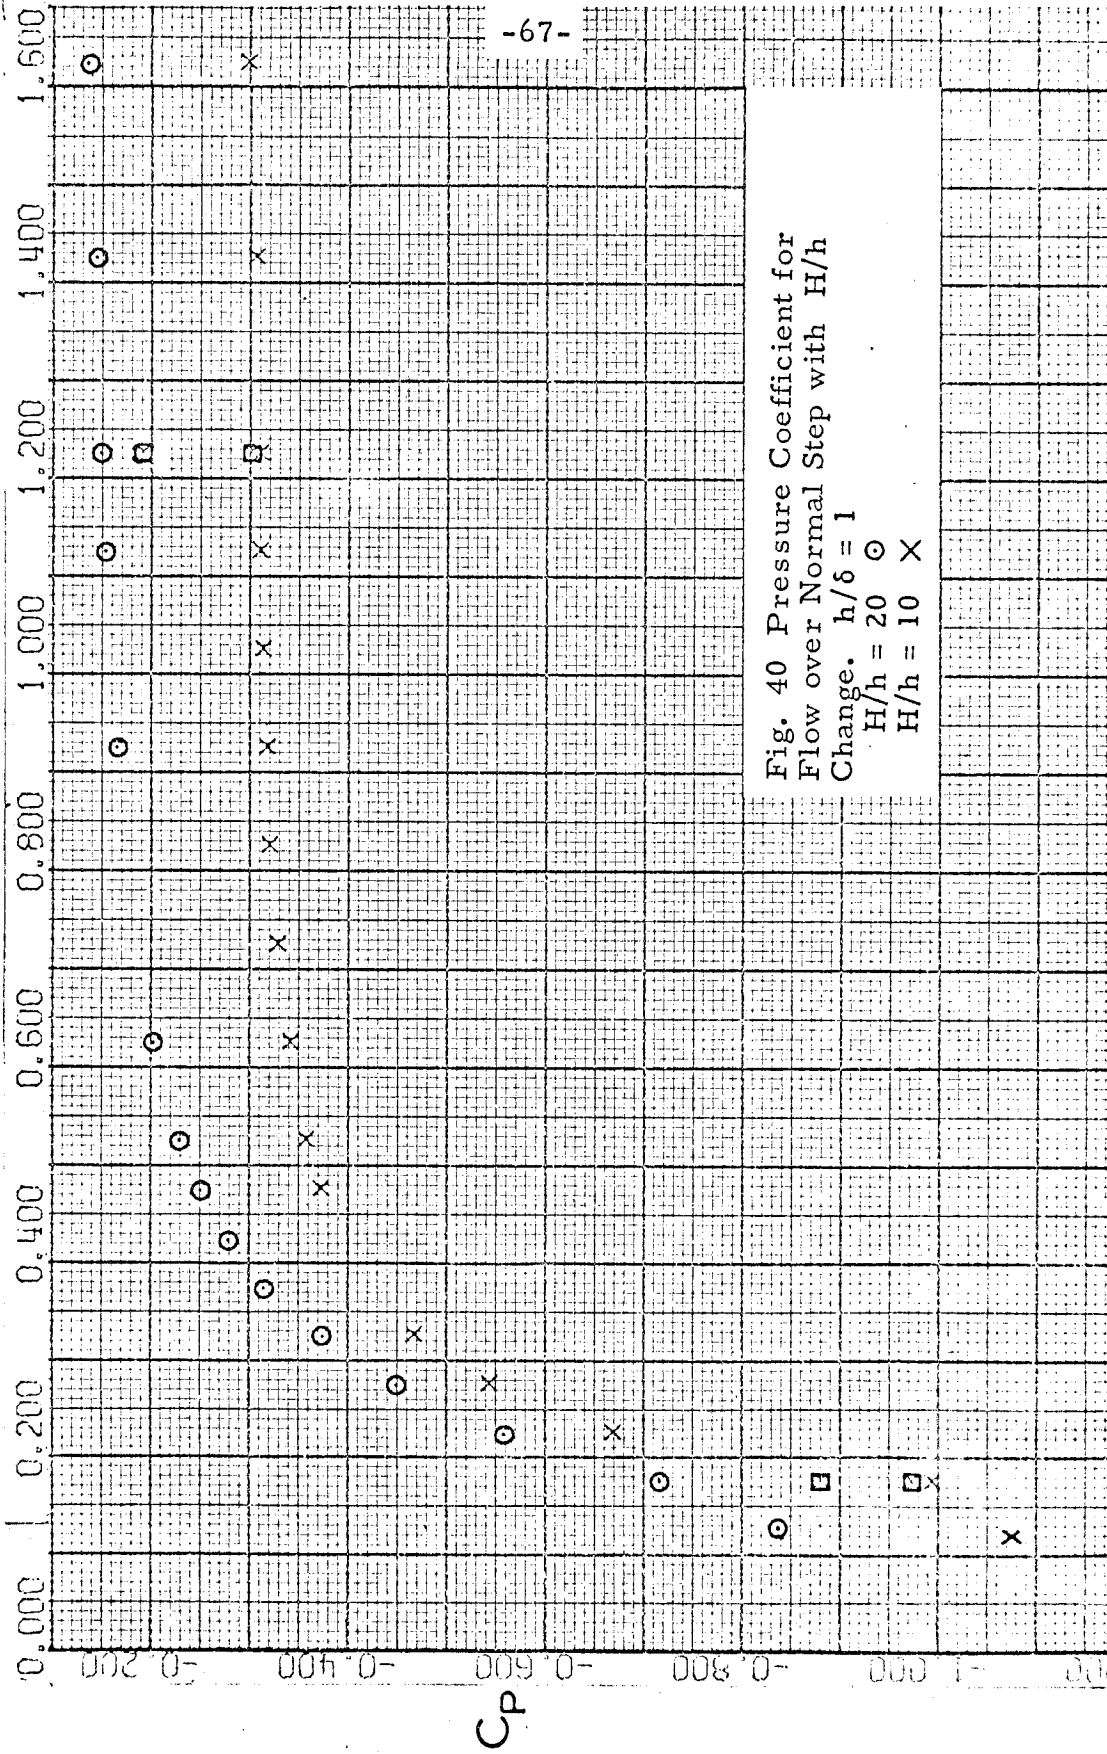 -67-
0.000 0.200 0.400 0.600 0.800 1.000 1.200 1.400 1.600
-0.200
-0.400
-0.600
-0.800
-1.000
CP
Fig. 40 Pressure Coefficient for
Flow over Normal Step with H/h
Change. h/δ = 1
H/h = 20 ⊙
H/h = 10 X